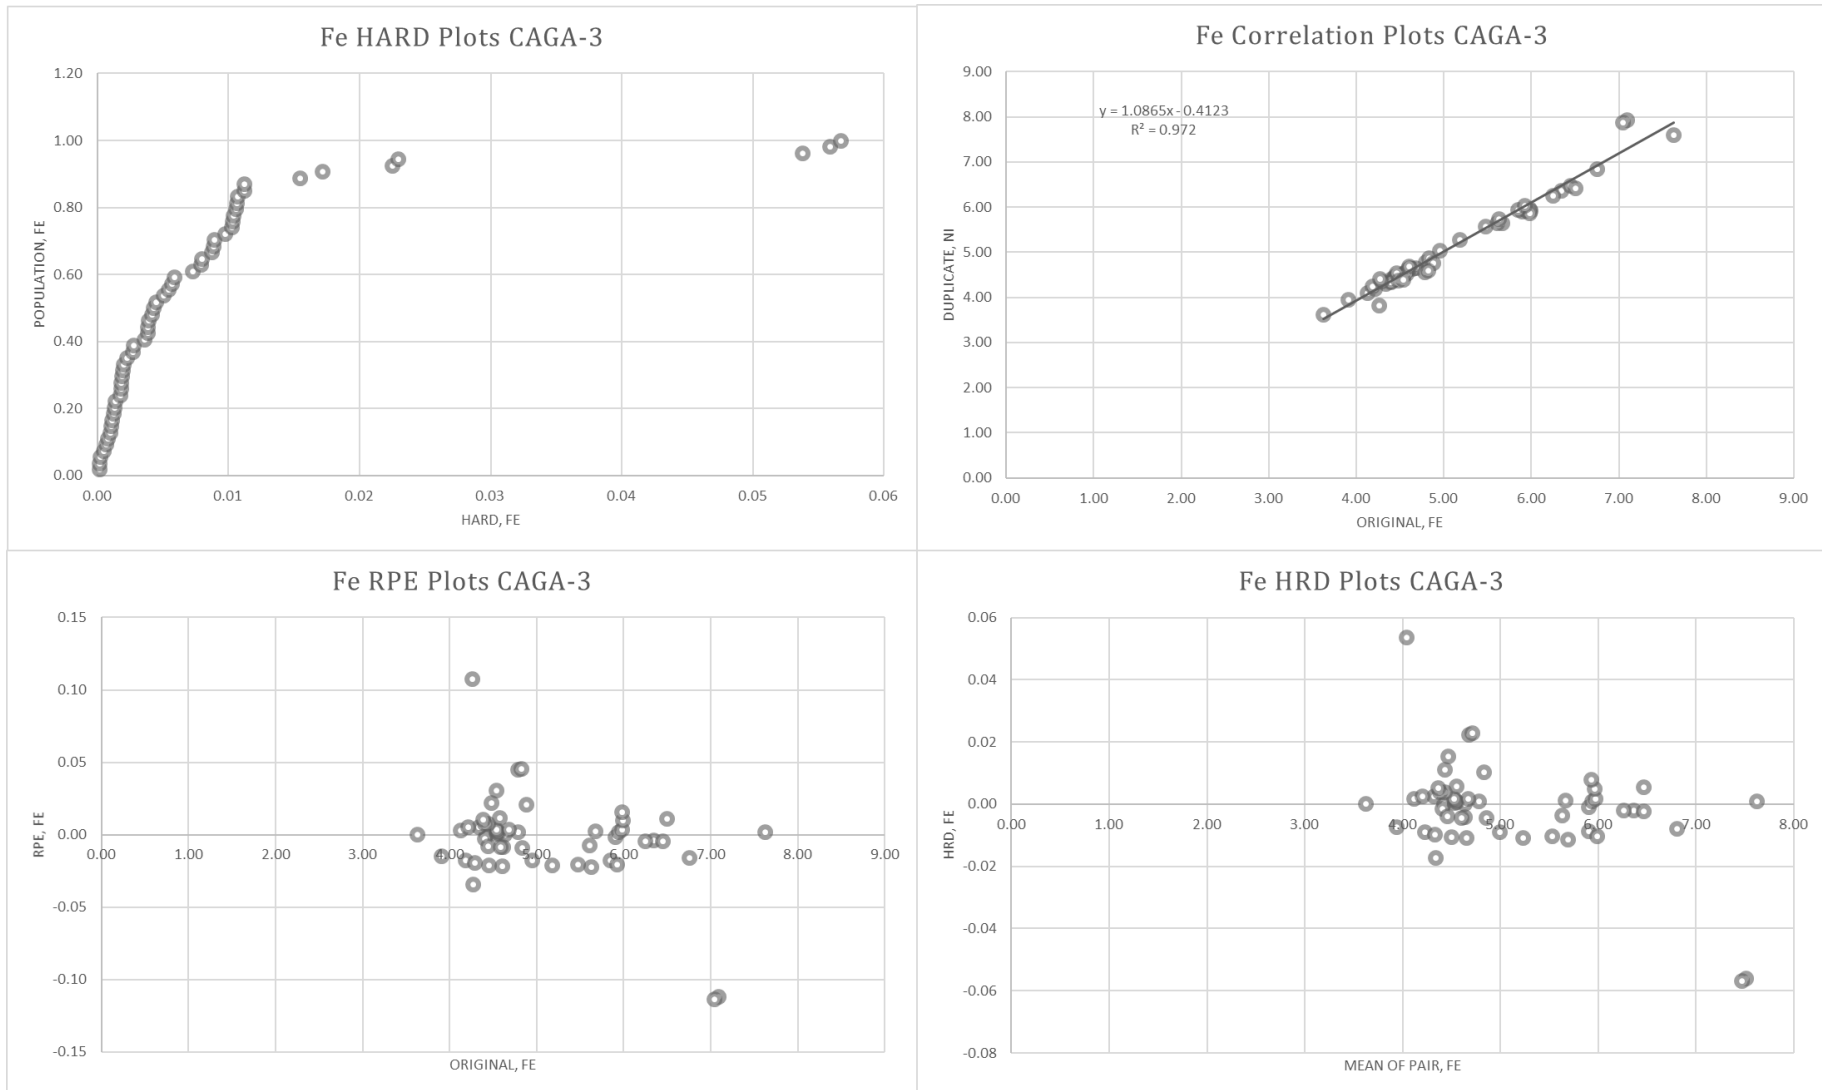 Fe HARD Plots CAGA-3
1.20
1.00
0.80
0.60
0.40
0.20
0.00
POPULATION, FE
0.00 0.01 0.02 0.03 0.04 0.05 0.06
HARD, FE
Fe Correlation Plots CAGA-3
9.00
8.00
7.00
6.00
5.00
4.00
3.00
2.00
1.00
0.00
DUPLICATE, NI
y = 1.0865x - 0.4123
R² = 0.972
0.00 1.00 2.00 3.00 4.00 5.00 6.00 7.00 8.00 9.00
ORIGINAL, FE
Fe RPE Plots CAGA-3
0.15
0.10
0.05
0.00
-0.05
-0.10
-0.15
RPE, FE
0.00 1.00 2.00 3.00 4.00 5.00 6.00 7.00 8.00 9.00
ORIGINAL, FE
Fe HRD Plots CAGA-3
0.06
0.04
0.02
0.00
-0.02
-0.04
-0.06
-0.08
HRD, FE
0.00 1.00 2.00 3.00 4.00 5.00 6.00 7.00 8.00
MEAN OF PAIR, FE